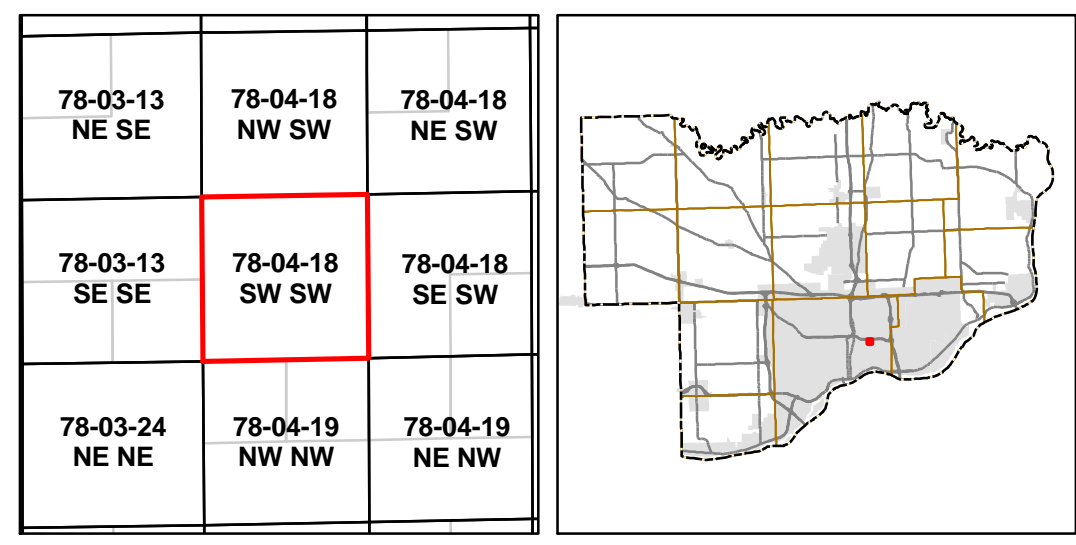 78-03-13
NE SE
78-04-18
NW SW
78-04-18
NE SW
78-03-13
SE SE
78-04-18
SW SW
78-04-18
SE SW
78-03-24
NE NE
78-04-19
NW NW
78-04-19
NE NW